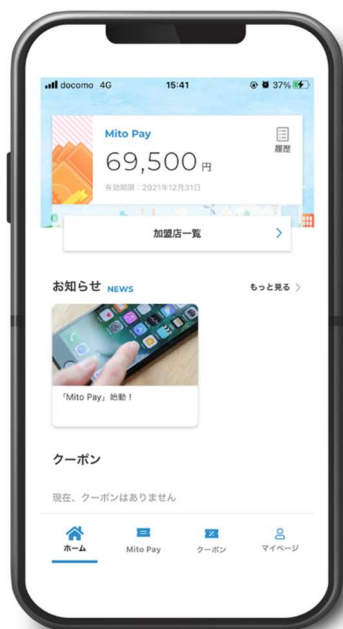 docomo 4G 15:41 37%
Mito Pay
履歴
69,500 円
有効期限：2021年12月31日
加盟店一覧
お知らせ NEWS もっと見る
「Mito Pay」始動！
クーポン
現在、クーポンはありません
ホーム Mito Pay クーポン マイページ